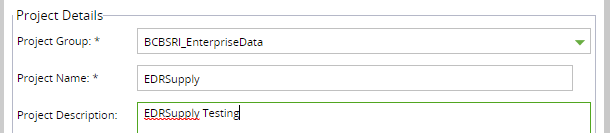 Project Details
Project Group: * BCBSRI_EnterpriseData
Project Name: * EDRSupply
Project Description: EDRSupply Testing